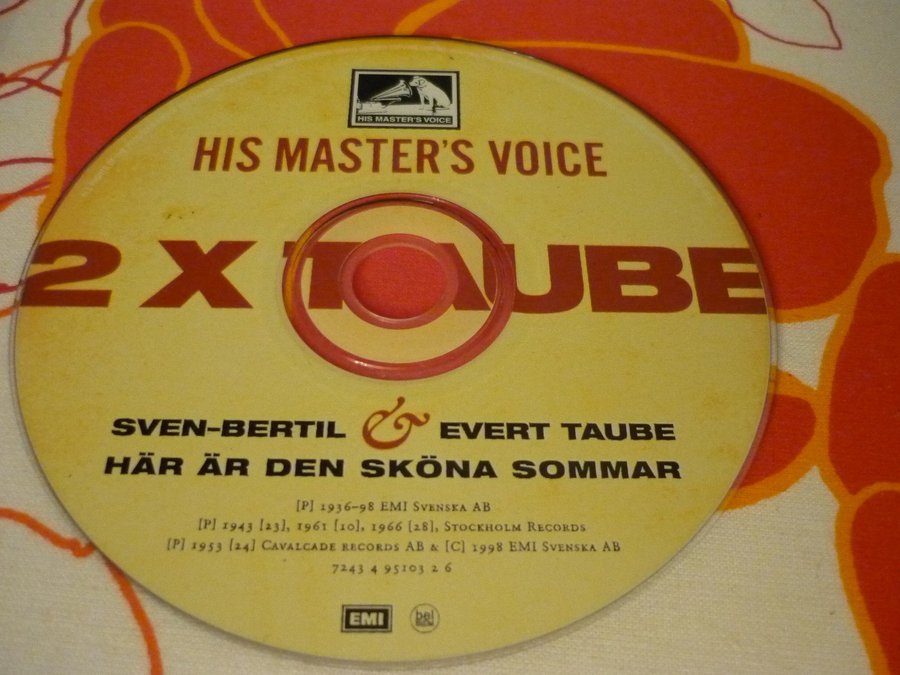 HIS MASTER'S VOICE
HIS MASTER'S VOICE
2 X TAUBE
SVEN-BERTIL & EVERT TAUBE
HÄR ÄR DEN SKÖNA SOMMAR
[P] 1936-98 EMI SVENSKA AB
[P] 1943 [23], 1961 [10], 1966 [28], STOCKHOLM RECORDS
[P] 1953 [24] CAVALCADE RECORDS AB & [C] 1998 EMI SVENSKA AB
7243 4 95103 2 6
EMI
bel